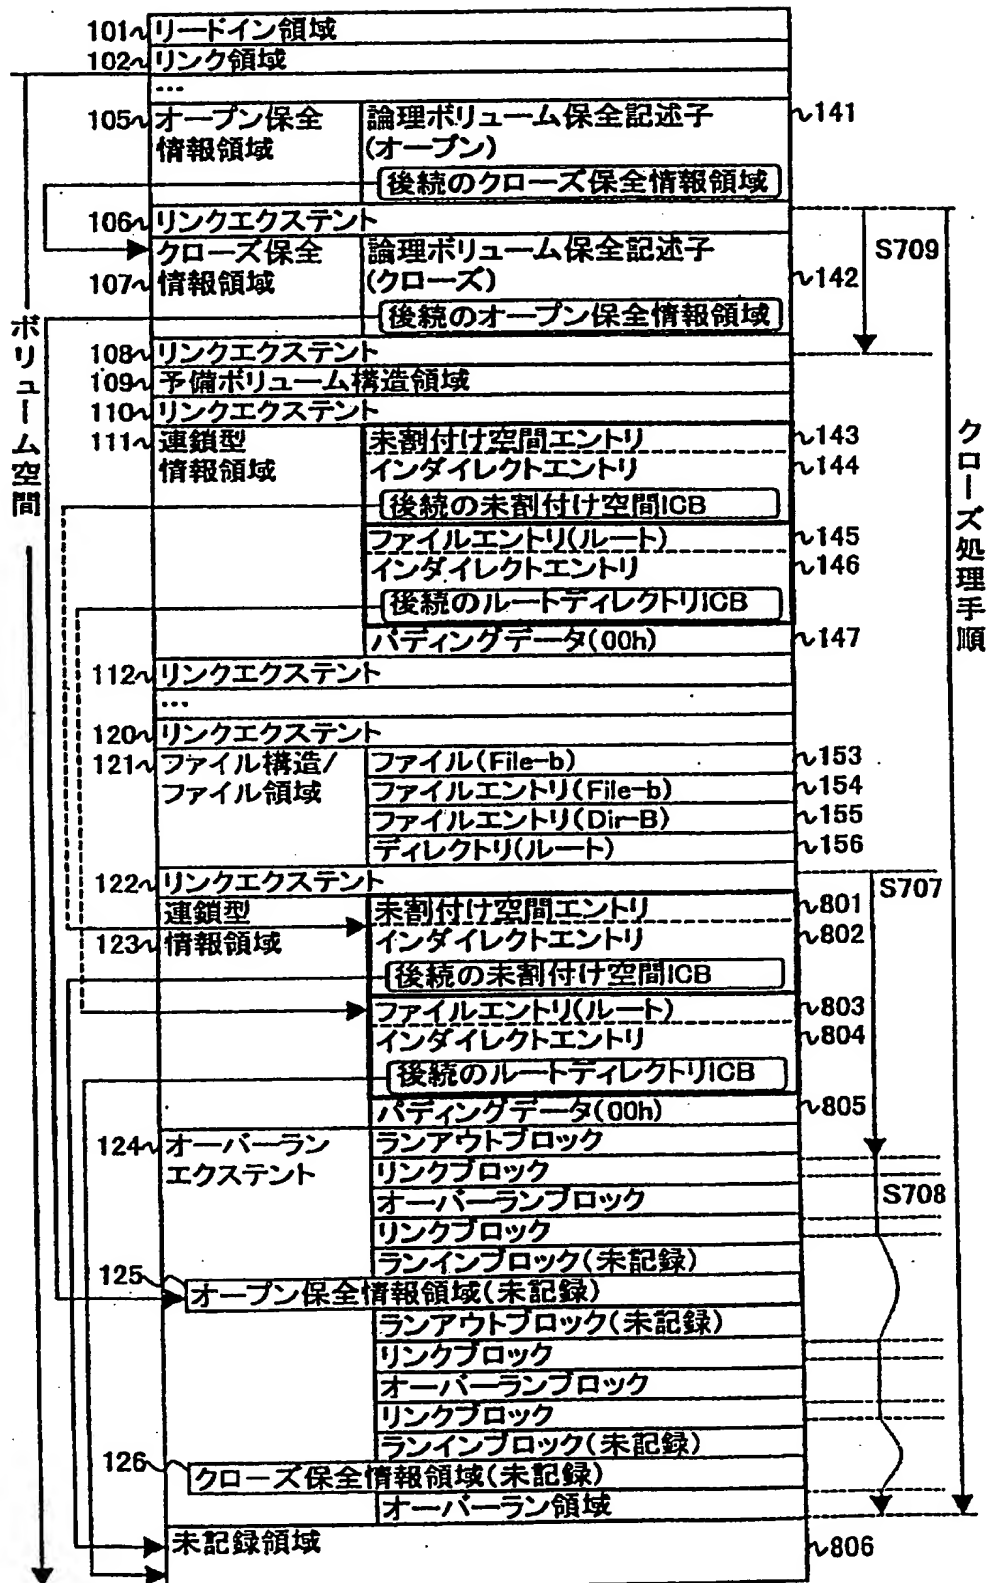 101 リードイン領域
102 リンク領域
...
105 オープン保全情報領域
論理ボリューム保全記述子(オープン) 141
後続のクローズ保全情報領域
106 リンクエクステント
クローズ保全
107 情報領域
論理ボリューム保全記述子(クローズ) 142
後続のオープン保全情報領域
S709
108 リンクエクステント
109 予備ボリューム構造領域
110 リンクエクステント
111 連鎖型情報領域
未割付け空間エントリ 143
インダイレクトエントリ 144
後続の未割付け空間ICB
ファイルエントリ(ルート) 145
インダイレクトエントリ 146
後続のルートディレクトリICB
パディングデータ(00h) 147
112 リンクエクステント
...
120 リンクエクステント
121 ファイル構造/ファイル領域
ファイル(File-b) 153
ファイルエントリ(File-b) 154
ファイルエントリ(Dir-B) 155
ディレクトリ(ルート) 156
122 リンクエクステント
S707
連鎖型
123 情報領域
未割付け空間エントリ 801
インダイレクトエントリ 802
後続の未割付け空間ICB
ファイルエントリ(ルート) 803
インダイレクトエントリ 804
後続のルートディレクトリICB
パディングデータ(00h) 805
124 オーバーランエクステント
ランアウトブロック
リンクブロック
S708
オーバーランブロック
リンクブロック
ランインブロック(未記録)
125 オープン保全情報領域(未記録)
ランアウトブロック(未記録)
リンクブロック
オーバーランブロック
リンクブロック
ランインブロック(未記録)
126 クローズ保全情報領域(未記録)
オーバーラン領域
未記録領域 806
ボリューム空間
クローズ処理手順